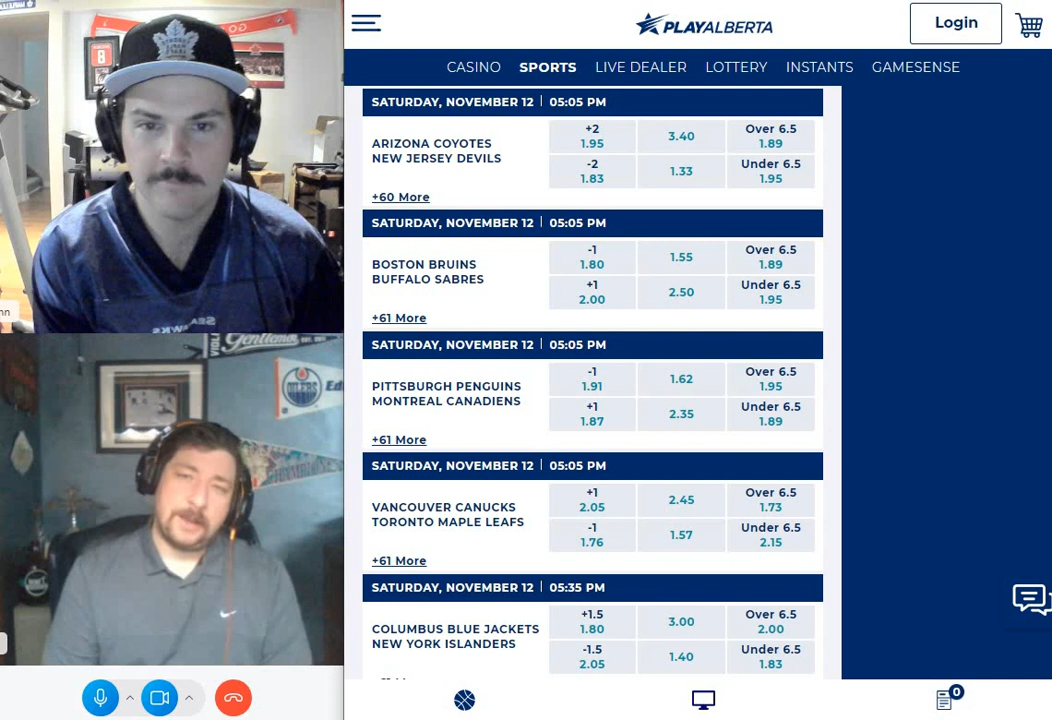 PLAYALBERTA
Login
CASINO SPORTS LIVE DEALER LOTTERY INSTANTS GAMESENSE
SATURDAY, NOVEMBER 12 | 05:05 PM
ARIZONA COYOTES
NEW JERSEY DEVILS
+2
1.95
3.40
Over 6.5
1.89
-2
1.83
1.33
Under 6.5
1.95
+60 More
SATURDAY, NOVEMBER 12 | 05:05 PM
BOSTON BRUINS
BUFFALO SABRES
-1
1.80
1.55
Over 6.5
1.89
+1
2.00
2.50
Under 6.5
1.95
+61 More
SATURDAY, NOVEMBER 12 | 05:05 PM
PITTSBURGH PENGUINS
MONTREAL CANADIENS
-1
1.91
1.62
Over 6.5
1.95
+1
1.87
2.35
Under 6.5
1.89
+61 More
SATURDAY, NOVEMBER 12 | 05:05 PM
VANCOUVER CANUCKS
TORONTO MAPLE LEAFS
+1
2.05
2.45
Over 6.5
1.73
-1
1.76
1.57
Under 6.5
2.15
+61 More
SATURDAY, NOVEMBER 12 | 05:35 PM
COLUMBUS BLUE JACKETS
NEW YORK ISLANDERS
+1.5
1.80
3.00
Over 6.5
2.00
-1.5
2.05
1.40
Under 6.5
1.83
0
8
nn
Gentlemen
OILERS Ed